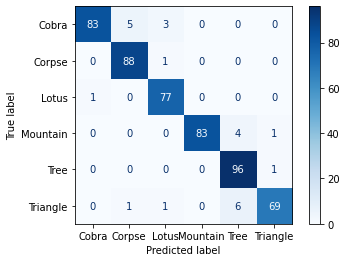 Cobra 83 5 3 0 0 0
Corpse 0 88 1 0 0 0
Lotus 1 0 77 0 0 0
Mountain 0 0 0 83 4 1
Tree 0 0 0 0 96 1
Triangle 0 1 1 0 6 69
Cobra Corpse Lotus Mountain Tree Triangle
Predicted label
True label
80
60
40
20
0